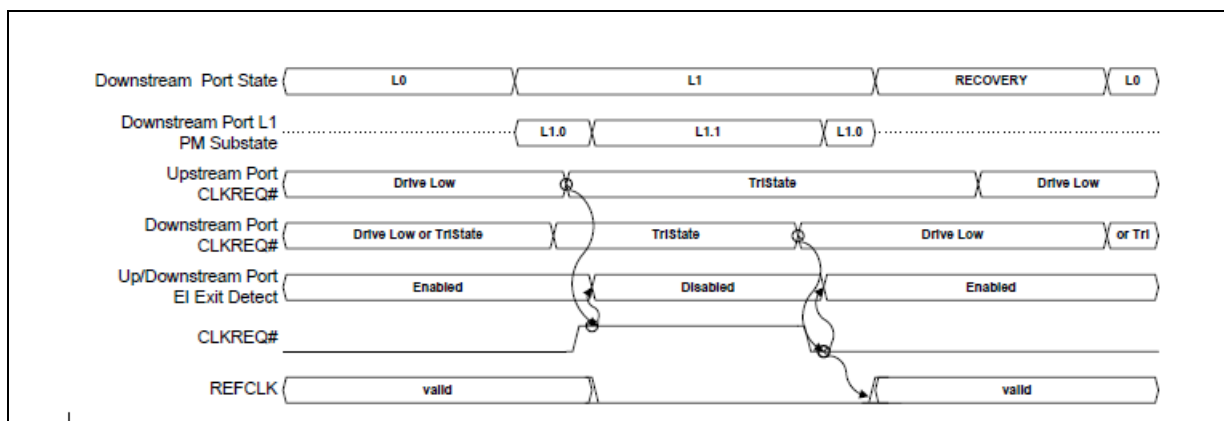 Downstream Port State L0 L1 RECOVERY L0
Downstream Port L1
PM Substate L1.0 L1.1 L1.0
Upstream Port
CLKREQ# Drive Low TriState Drive Low
Downstream Port
CLKREQ# Drive Low or TriState TriState Drive Low or Tri
Up/Downstream Port
EI Exit Detect Enabled Disabled Enabled
CLKREQ#
REFCLK valid valid